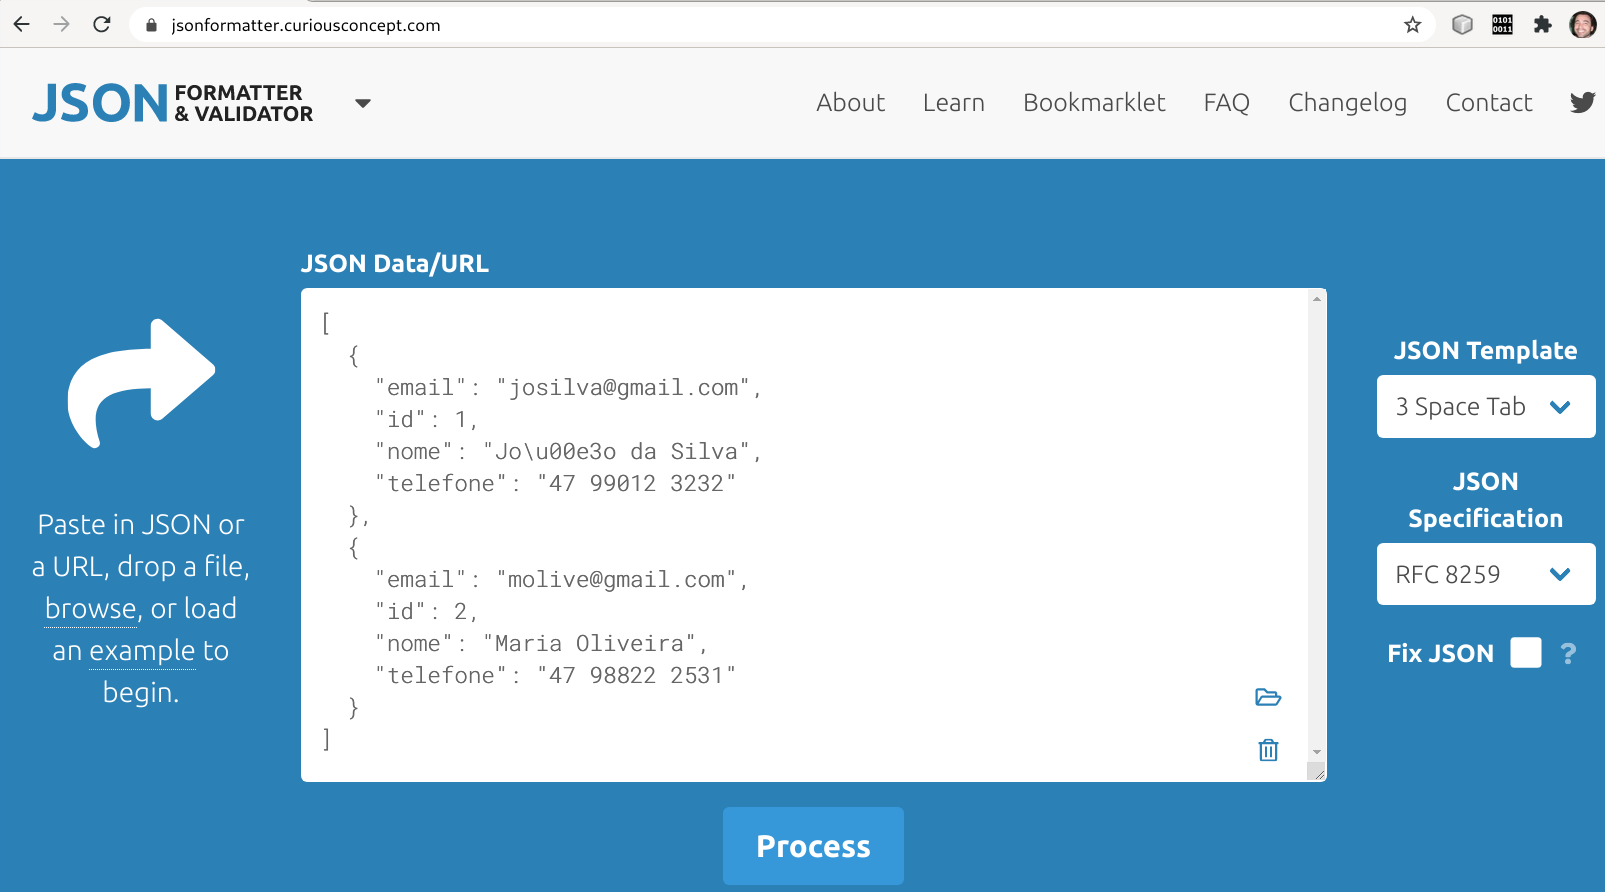 jsonformatter.curiousconcept.com
0101
0011
JSON FORMATTER
& VALIDATOR
About Learn Bookmarklet FAQ Changelog Contact
JSON Data/URL
[
  {
    "email": "josilva@gmail.com",
    "id": 1,
    "nome": "Jo\u00e3o da Silva",
    "telefone": "47 99012 3232"
  },
  {
    "email": "molive@gmail.com",
    "id": 2,
    "nome": "Maria Oliveira",
    "telefone": "47 98822 2531"
  }
]
Paste in JSON or
a URL, drop a file,
browse, or load
an example to
begin.
JSON Template
3 Space Tab
JSON
Specification
RFC 8259
Fix JSON ?
Process